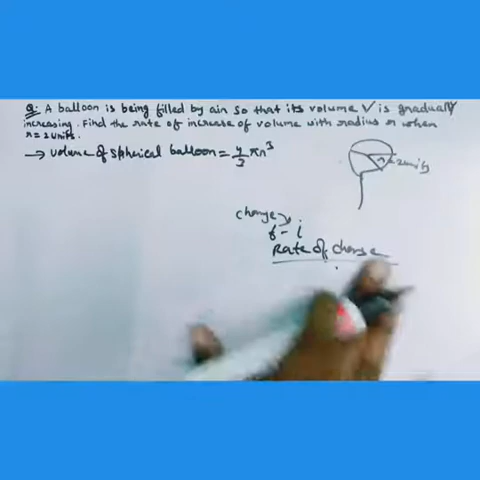 Q: A balloon is being filled by air so that its volume V is gradually
increasing. Find the rate of increase of volume with radius r when
r = 2 units.
→ volume of spherical balloon = 4/3 πr³
r=2units
change
f - i
Rate of change